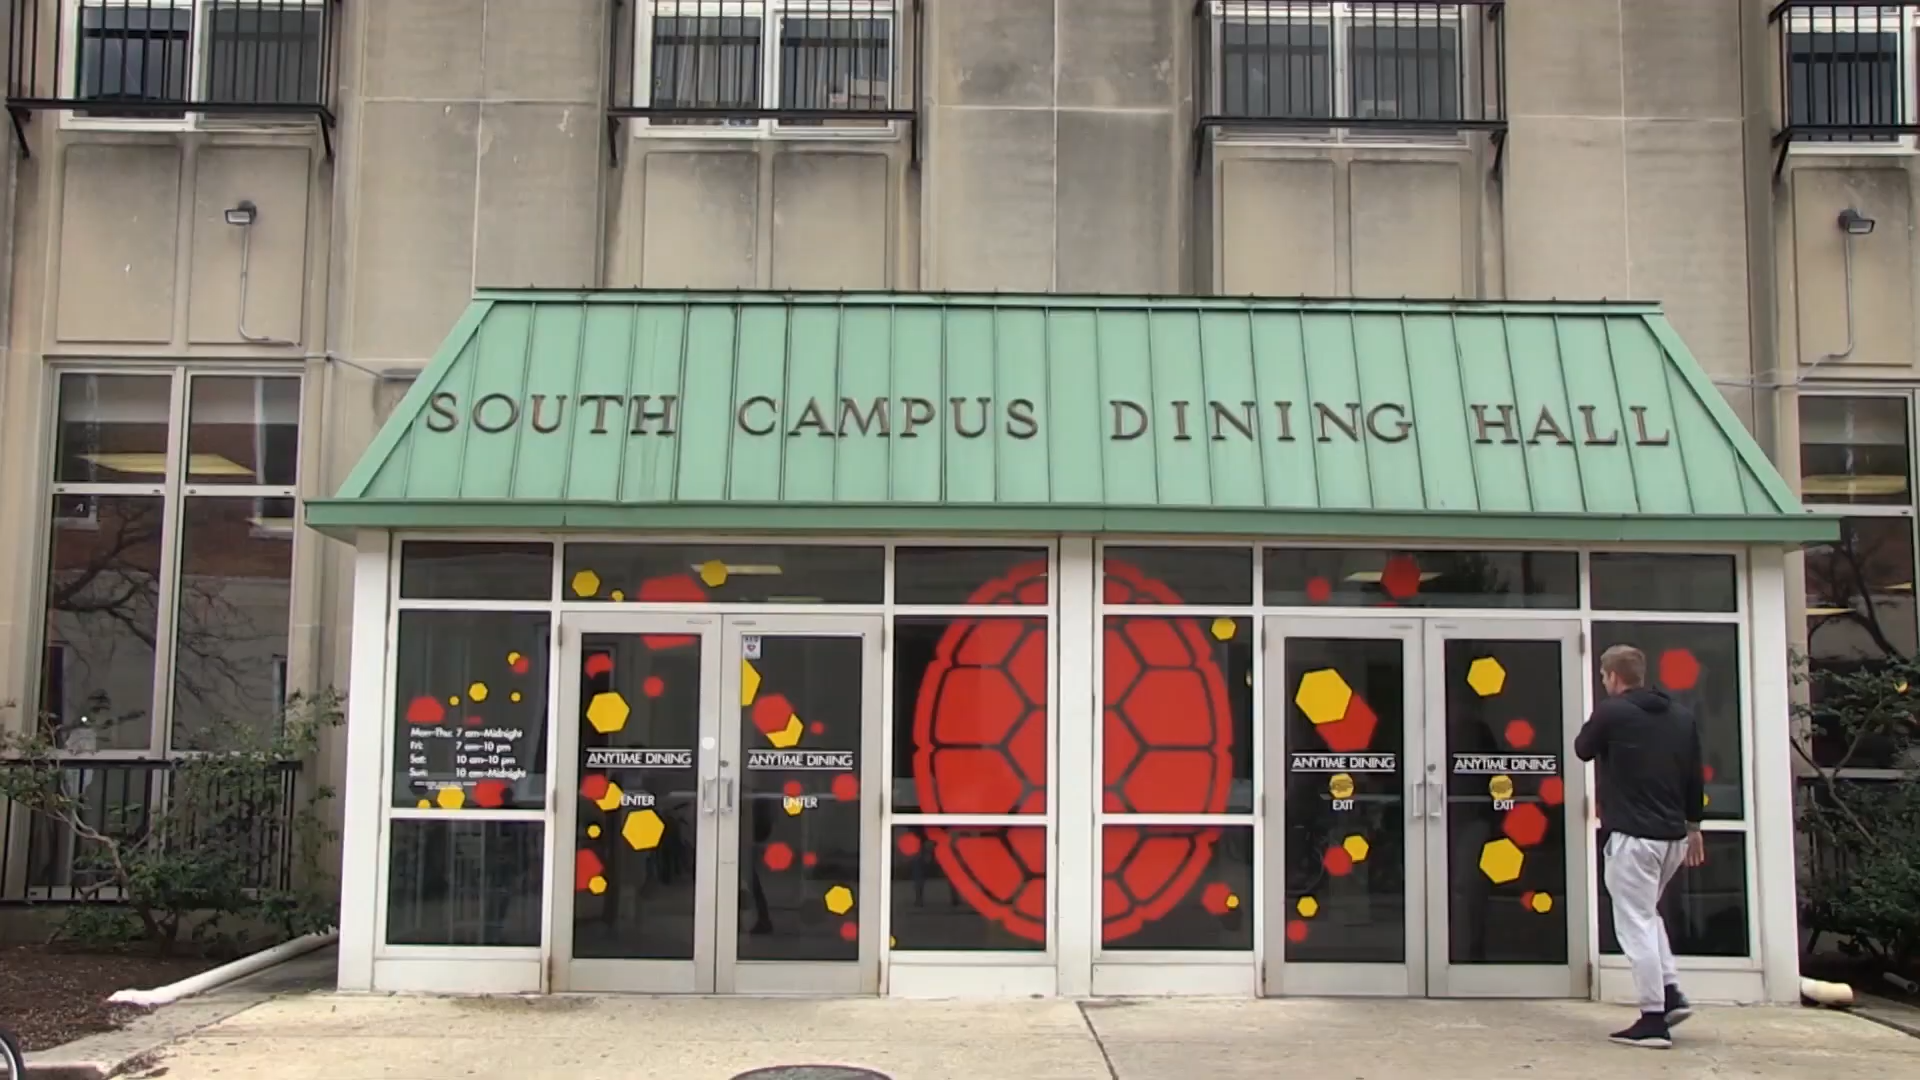 SOUTH CAMPUS DINING HALL
Mon-Thu: 7 am-Midnight
Fri: 7 am-10 pm
Sat: 10 am-10 pm
Sun: 10 am-Midnight
ANYTIME DINING
ENTER
AED
ANYTIME DINING
ENTER
ANYTIME DINING
EXIT
ANYTIME DINING
EXIT